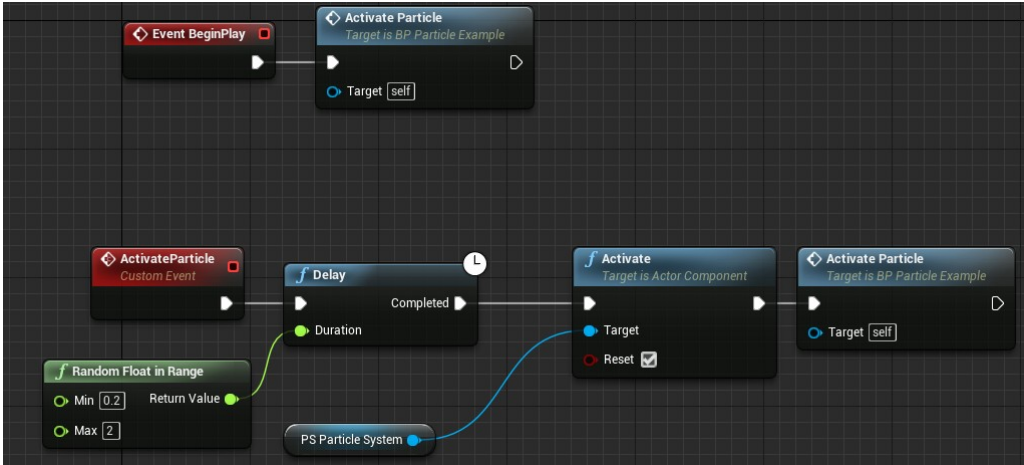 Event BeginPlay
Activate Particle
Target is BP Particle Example
Target self
ActivateParticle
Custom Event
Delay
Completed
Duration
Random Float in Range
Min 0.2
Return Value
Max 2
PS Particle System
f Activate
Target is Actor Component
Target
Reset
Activate Particle
Target is BP Particle Example
Target self